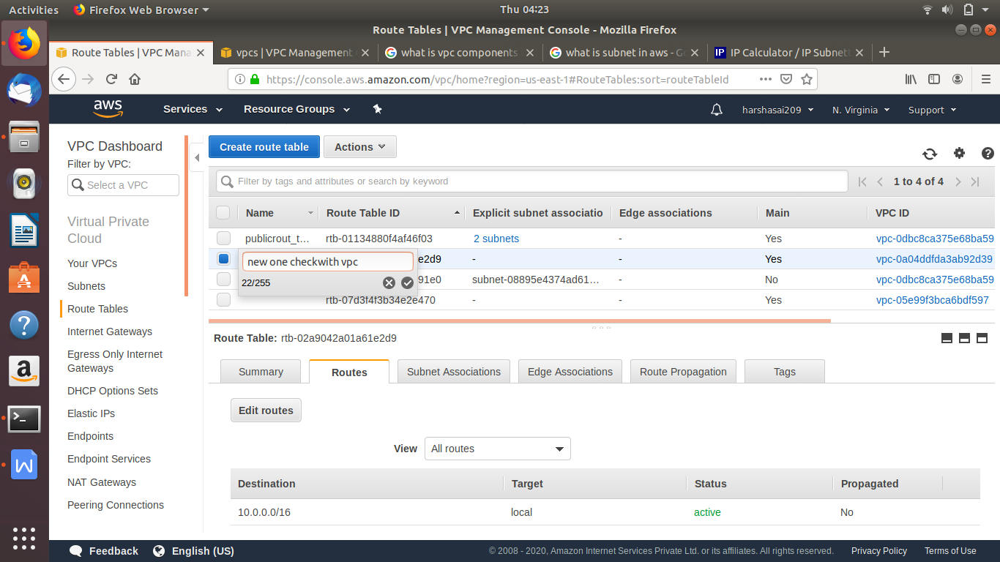 Activities Firefox Web Browser Thu 04:23
Route Tables | VPC Management Console - Mozilla Firefox
Route Tables | VPC Mana vpcs | VPC Management what is vpc components what is subnet in aws - Go IP IP Calculator / IP Subnett
https://console.aws.amazon.com/vpc/home?region=us-east-1#RouteTables:sort=routeTableId
aws Services Resource Groups harshasai209 N. Virginia Support
VPC Dashboard
Filter by VPC:
Select a VPC
Virtual Private
Cloud
Your VPCs
Subnets
Route Tables
Internet Gateways
Egress Only Internet
Gateways
DHCP Options Sets
Elastic IPs
Endpoints
Endpoint Services
NAT Gateways
Peering Connections
Create route table Actions
Filter by tags and attributes or search by keyword 1 to 4 of 4
Name Route Table ID Explicit subnet associatio Edge associations Main VPC ID
publicrout_t... rtb-01134880f4af46f03 2 subnets - Yes vpc-0dbc8ca375e68ba59
new one checkwith vpc e2d9 - - Yes vpc-0a04ddfda3ab92d39
22/255 91e0 subnet-08895e4374ad61... - No vpc-0dbc8ca375e68ba59
rtb-07d3f4f3b34e2e470 - - Yes vpc-05e99f3bca6bdf597
Route Table: rtb-02a9042a01a61e2d9
Summary Routes Subnet Associations Edge Associations Route Propagation Tags
Edit routes
View All routes
Destination Target Status Propagated
10.0.0.0/16 local active No
Feedback English (US) © 2008 - 2020, Amazon Internet Services Private Ltd. or its affiliates. All rights reserved. Privacy Policy Terms of Use